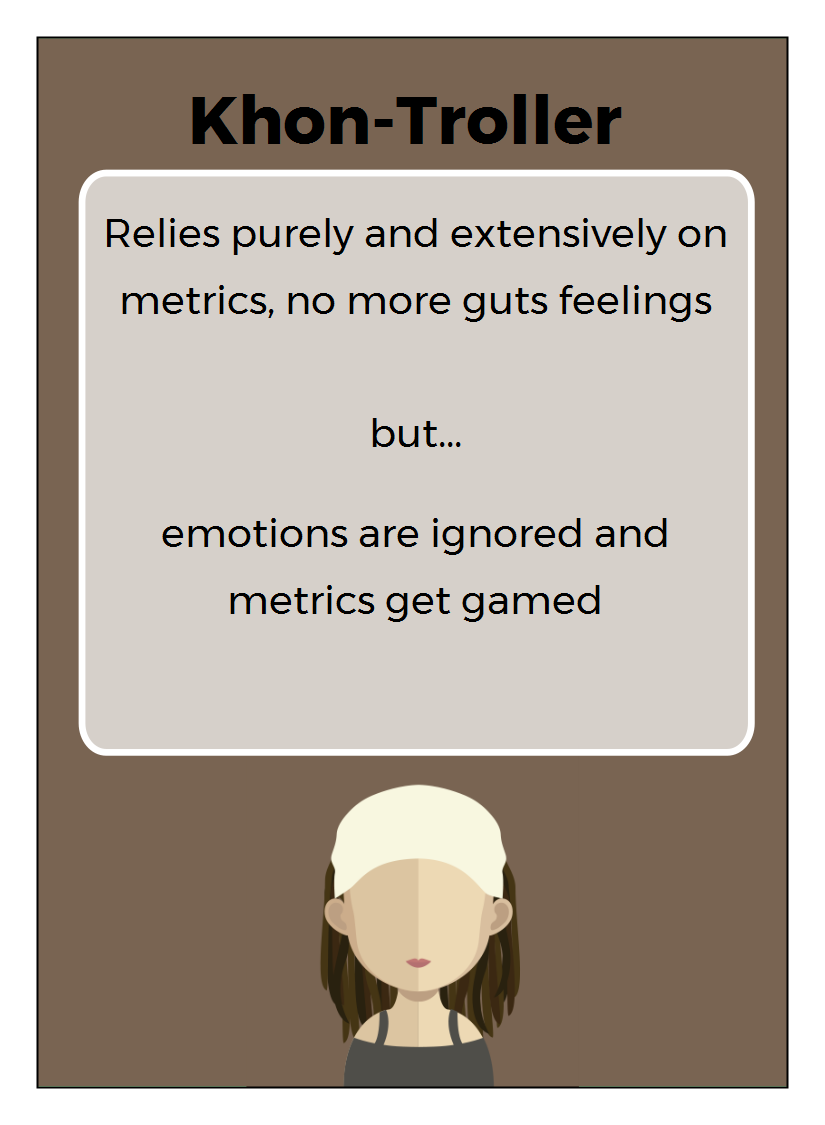 Khon-Troller
Relies purely and extensively on
metrics, no more guts feelings
but...
emotions are ignored and
metrics get gamed